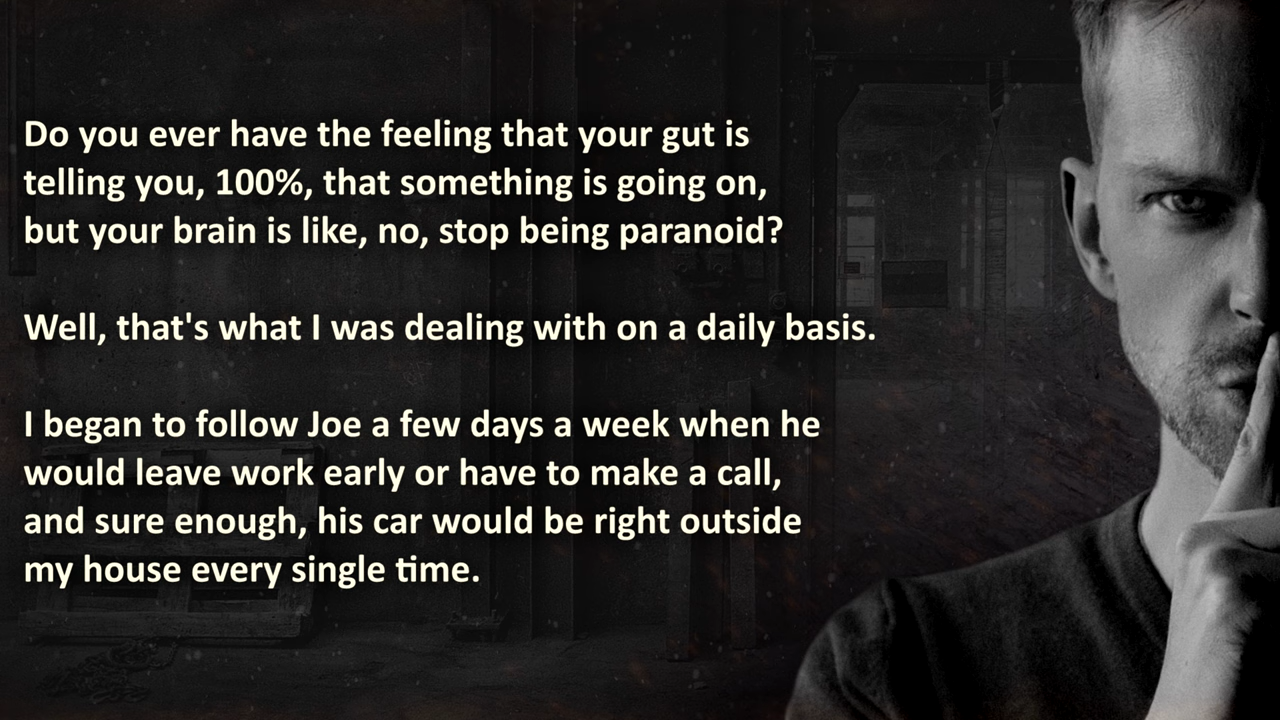 Do you ever have the feeling that your gut is
telling you, 100%, that something is going on,
but your brain is like, no, stop being paranoid?
Well, that's what I was dealing with on a daily basis.
I began to follow Joe a few days a week when he
would leave work early or have to make a call,
and sure enough, his car would be right outside
my house every single time.